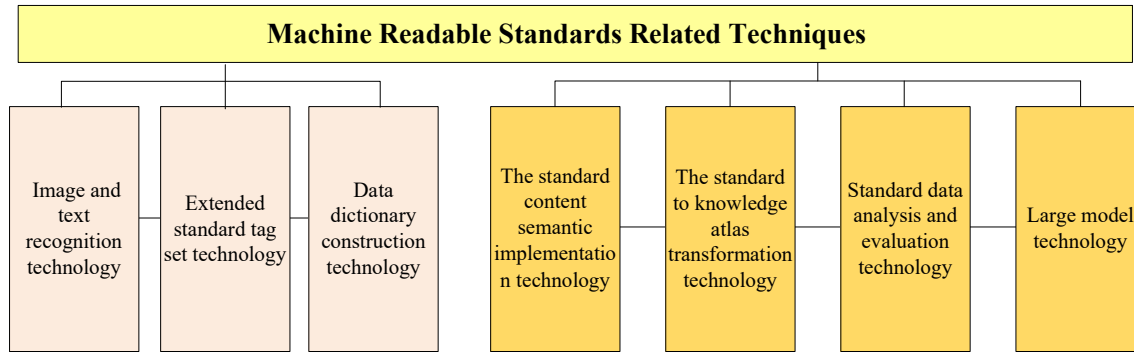 Machine Readable Standards Related Techniques
Image and
text
recognition
technology
Extended
standard tag
set technology
Data
dictionary
construction
technology
The standard
content
semantic
implementatio
n technology
The standard
to knowledge
atlas
transformation
technology
Standard data
analysis and
evaluation
technology
Large model
technology